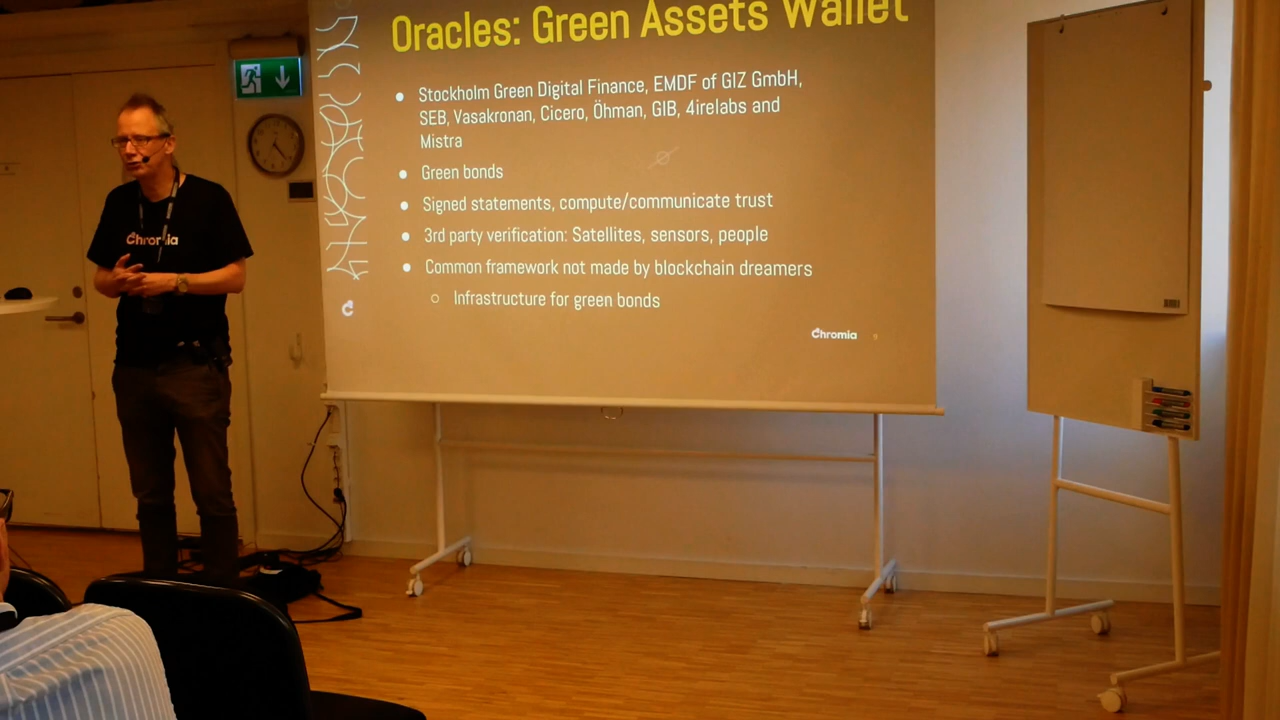 Oracles: Green Assets Wallet
Stockholm Green Digital Finance, EMDF of GIZ GmbH,
SEB, Vasakronan, Cicero, Öhman, GIB, 4irelabs and
Mistra
Green bonds
Signed statements, compute/communicate trust
3rd party verification: Satellites, sensors, people
Common framework not made by blockchain dreamers
Infrastructure for green bonds
Chromia
Chromia